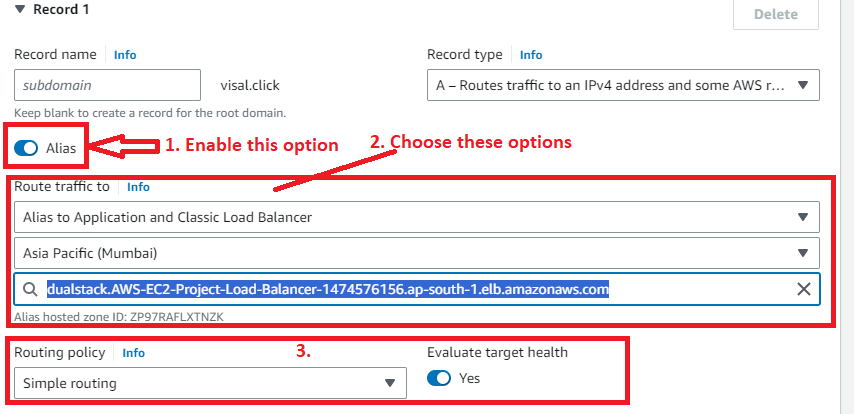 Record 1
Delete
Record name Info
Record type Info
subdomain visal.click
A – Routes traffic to an IPv4 address and some AWS r...
Keep blank to create a record for the root domain.
Alias
1. Enable this option
2. Choose these options
Route traffic to Info
Alias to Application and Classic Load Balancer
Asia Pacific (Mumbai)
dualstack.AWS-EC2-Project-Load-Balancer-1474576156.ap-south-1.elb.amazonaws.com
Alias hosted zone ID: ZP97RAFLXTNZK
Routing policy Info
3.
Evaluate target health
Simple routing
Yes